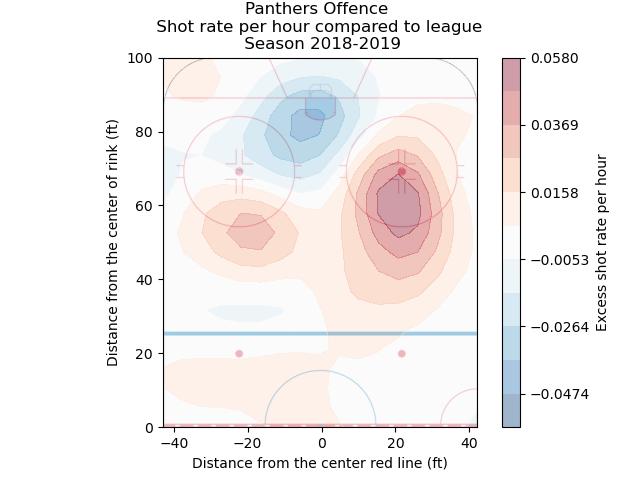 Panthers Offence
Shot rate per hour compared to league
Season 2018-2019
100
80
60
40
20
0
Distance from the center of rink (ft)
−40
−20
0
20
40
Distance from the center red line (ft)
0.0580
0.0369
0.0158
−0.0053
−0.0264
−0.0474
Excess shot rate per hour